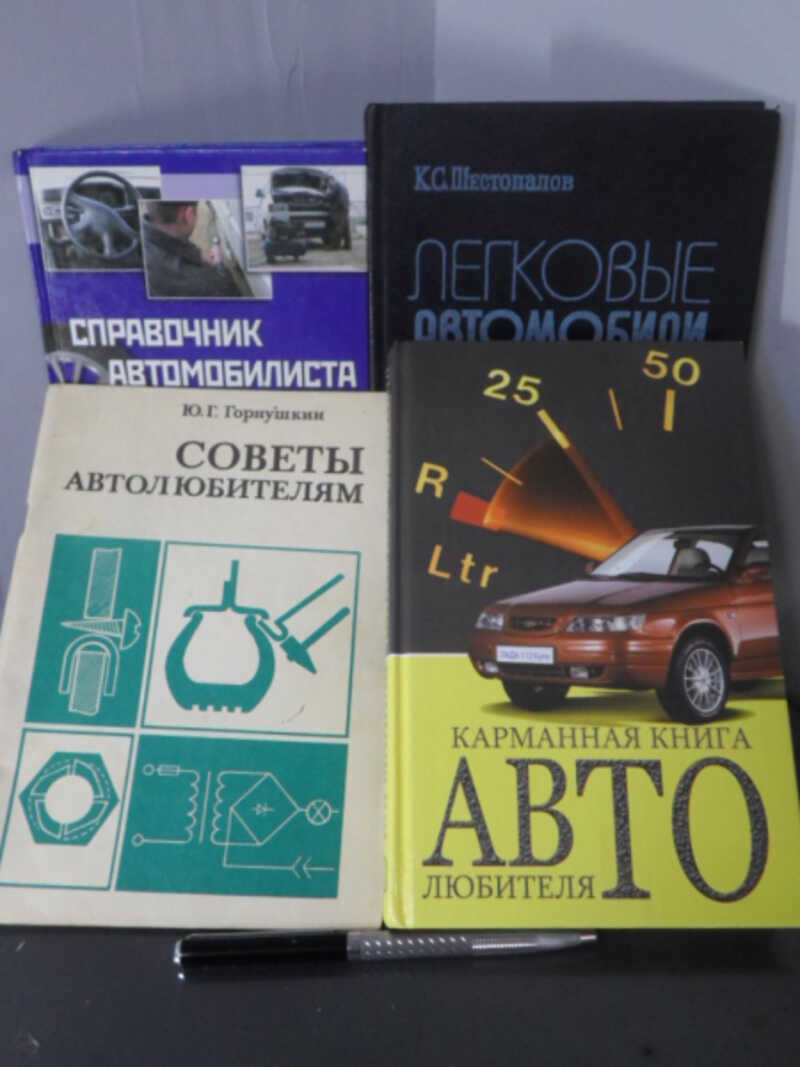 СПРАВОЧНИК
АВТОМОБИЛИСТА
К.С.Шестопалов
ЛЕГКОВЫЕ
АВТОМОБИЛИ
Ю.Г. Горнушкин
СОВЕТЫ
АВТОЛЮБИТЕЛЯМ
50
25
R
Ltr
КАРМАННАЯ КНИГА
АВТО
ЛЮБИТЕЛЯ